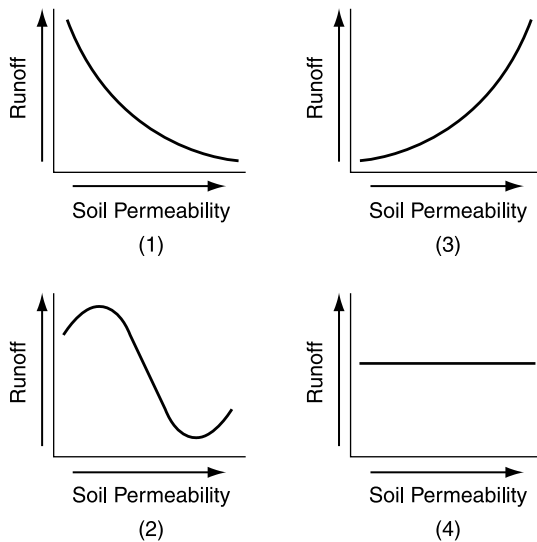 Runoff
Soil Permeability
(1)
Runoff
Soil Permeability
(3)
Runoff
Soil Permeability
(2)
Runoff
Soil Permeability
(4)